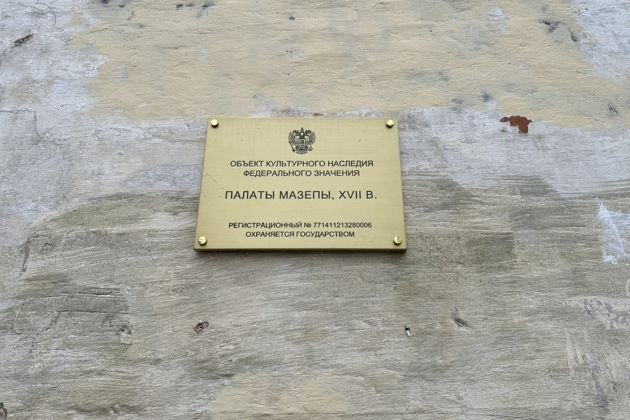 ОБЪЕКТ КУЛЬТУРНОГО НАСЛЕДИЯ
ФЕДЕРАЛЬНОГО ЗНАЧЕНИЯ
ПАЛАТЫ МАЗЕПЫ, XVII В.
РЕГИСТРАЦИОННЫЙ № 771411213280006
ОХРАНЯЕТСЯ ГОСУДАРСТВОМ